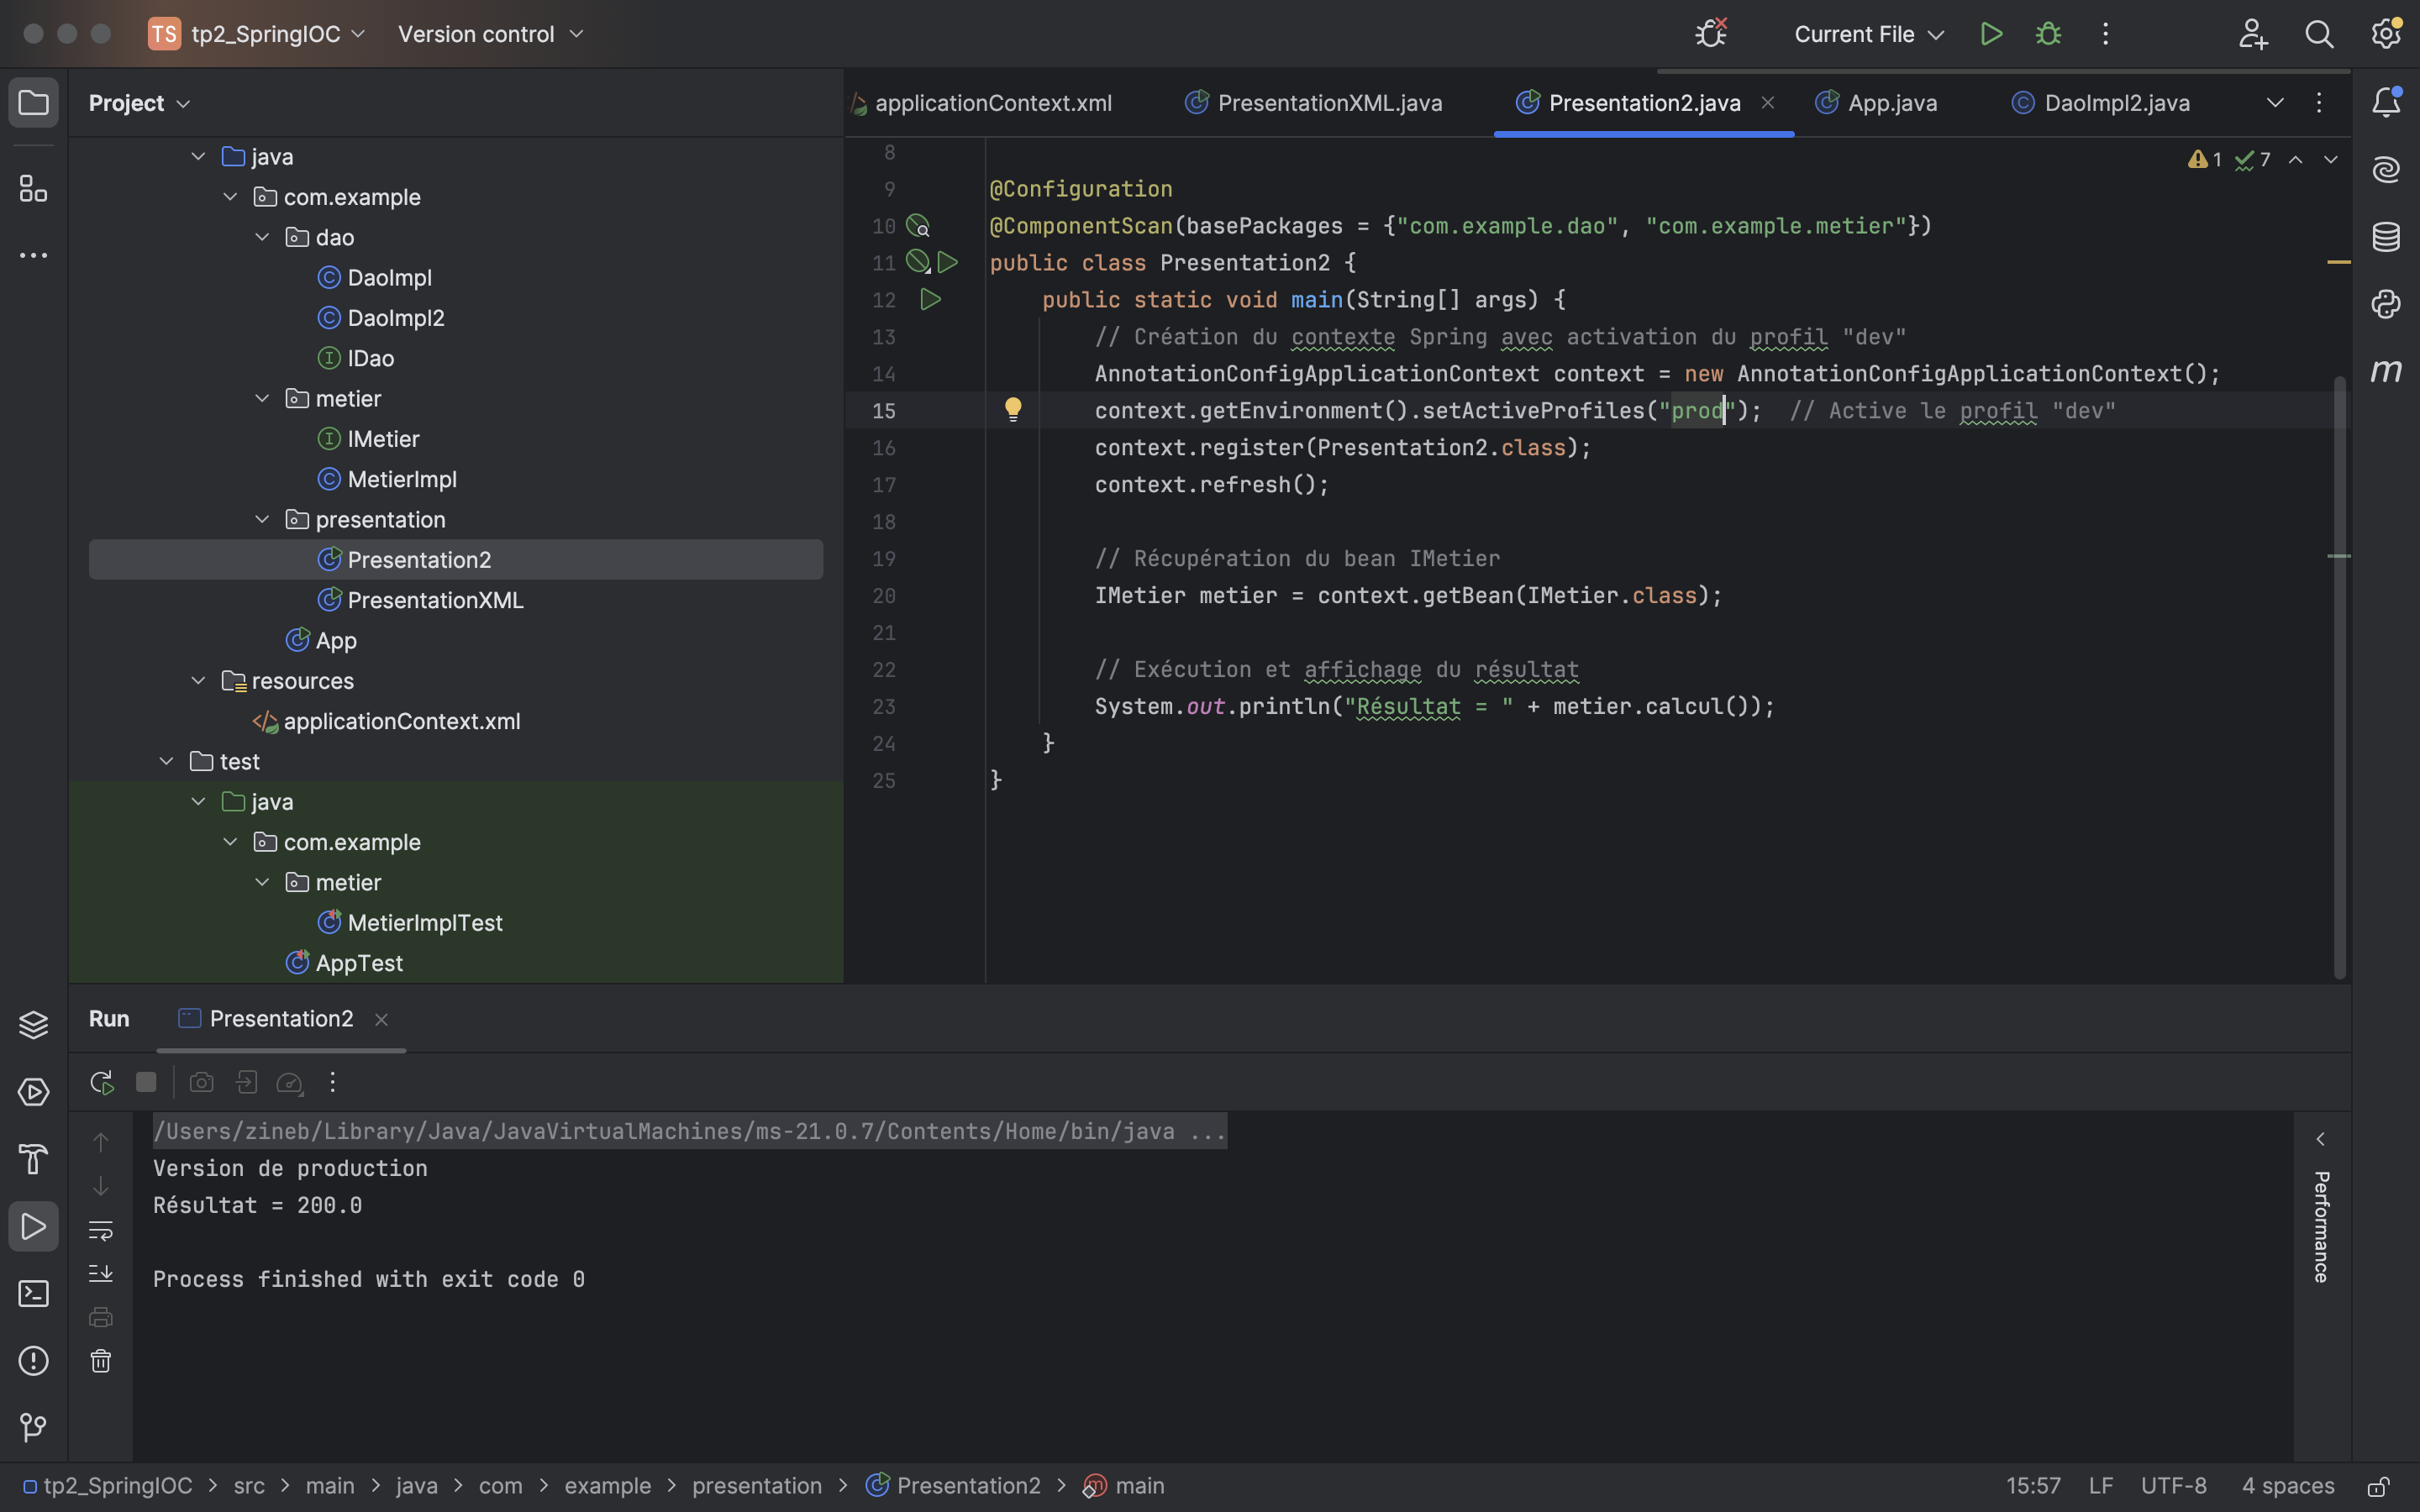 TS tp2_SpringIOC Version control Current File
Project
applicationContext.xml PresentationXML.java Presentation2.java App.java DaoImpl2.java
java
com.example
dao
DaoImpl
DaoImpl2
IDao
metier
IMetier
MetierImpl
presentation
Presentation2
PresentationXML
App
resources
applicationContext.xml
test
java
com.example
metier
MetierImplTest
AppTest
1 7
8
9 @Configuration
10 @ComponentScan(basePackages = {"com.example.dao", "com.example.metier"})
11 public class Presentation2 {
12 public static void main(String[] args) {
13 // Création du contexte Spring avec activation du profil "dev"
14 AnnotationConfigApplicationContext context = new AnnotationConfigApplicationContext();
15 context.getEnvironment().setActiveProfiles("prod"); // Active le profil "dev"
16 context.register(Presentation2.class);
17 context.refresh();
18
19 // Récupération du bean IMetier
20 IMetier metier = context.getBean(IMetier.class);
21
22 // Exécution et affichage du résultat
23 System.out.println("Résultat = " + metier.calcul());
24 }
25 }
Run Presentation2
/Users/zineb/Library/Java/JavaVirtualMachines/ms-21.0.7/Contents/Home/bin/java ...
Version de production
Résultat = 200.0
Process finished with exit code 0
Performance
tp2_SpringIOC > src > main > java > com > example > presentation > Presentation2 > main 15:57 LF UTF-8 4 spaces